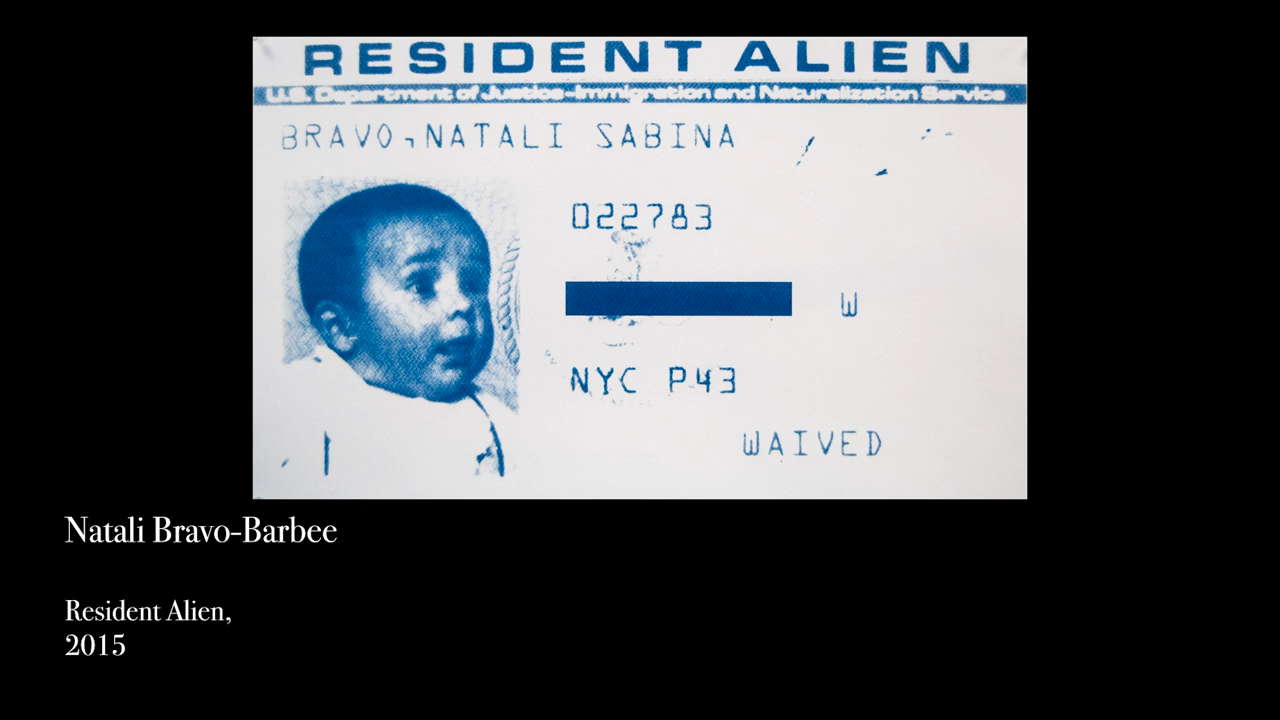 RESIDENT ALIEN
U.S. Department of Justice-Immigration and Naturalization Service
BRAVO,NATALI SABINA
022783
W
NYC P43
WAIVED
Natali Bravo-Barbee
Resident Alien,
2015